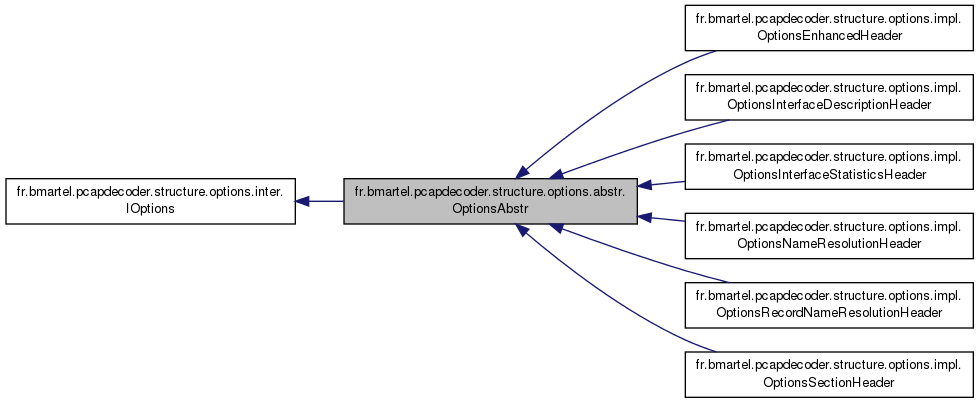 fr.bmartel.pcapdecoder.structure.options.inter.
IOptions
fr.bmartel.pcapdecoder.structure.options.abstr.
OptionsAbstr
fr.bmartel.pcapdecoder.structure.options.impl.
OptionsEnhancedHeader
fr.bmartel.pcapdecoder.structure.options.impl.
OptionsInterfaceDescriptionHeader
fr.bmartel.pcapdecoder.structure.options.impl.
OptionsInterfaceStatisticsHeader
fr.bmartel.pcapdecoder.structure.options.impl.
OptionsNameResolutionHeader
fr.bmartel.pcapdecoder.structure.options.impl.
OptionsRecordNameResolutionHeader
fr.bmartel.pcapdecoder.structure.options.impl.
OptionsSectionHeader